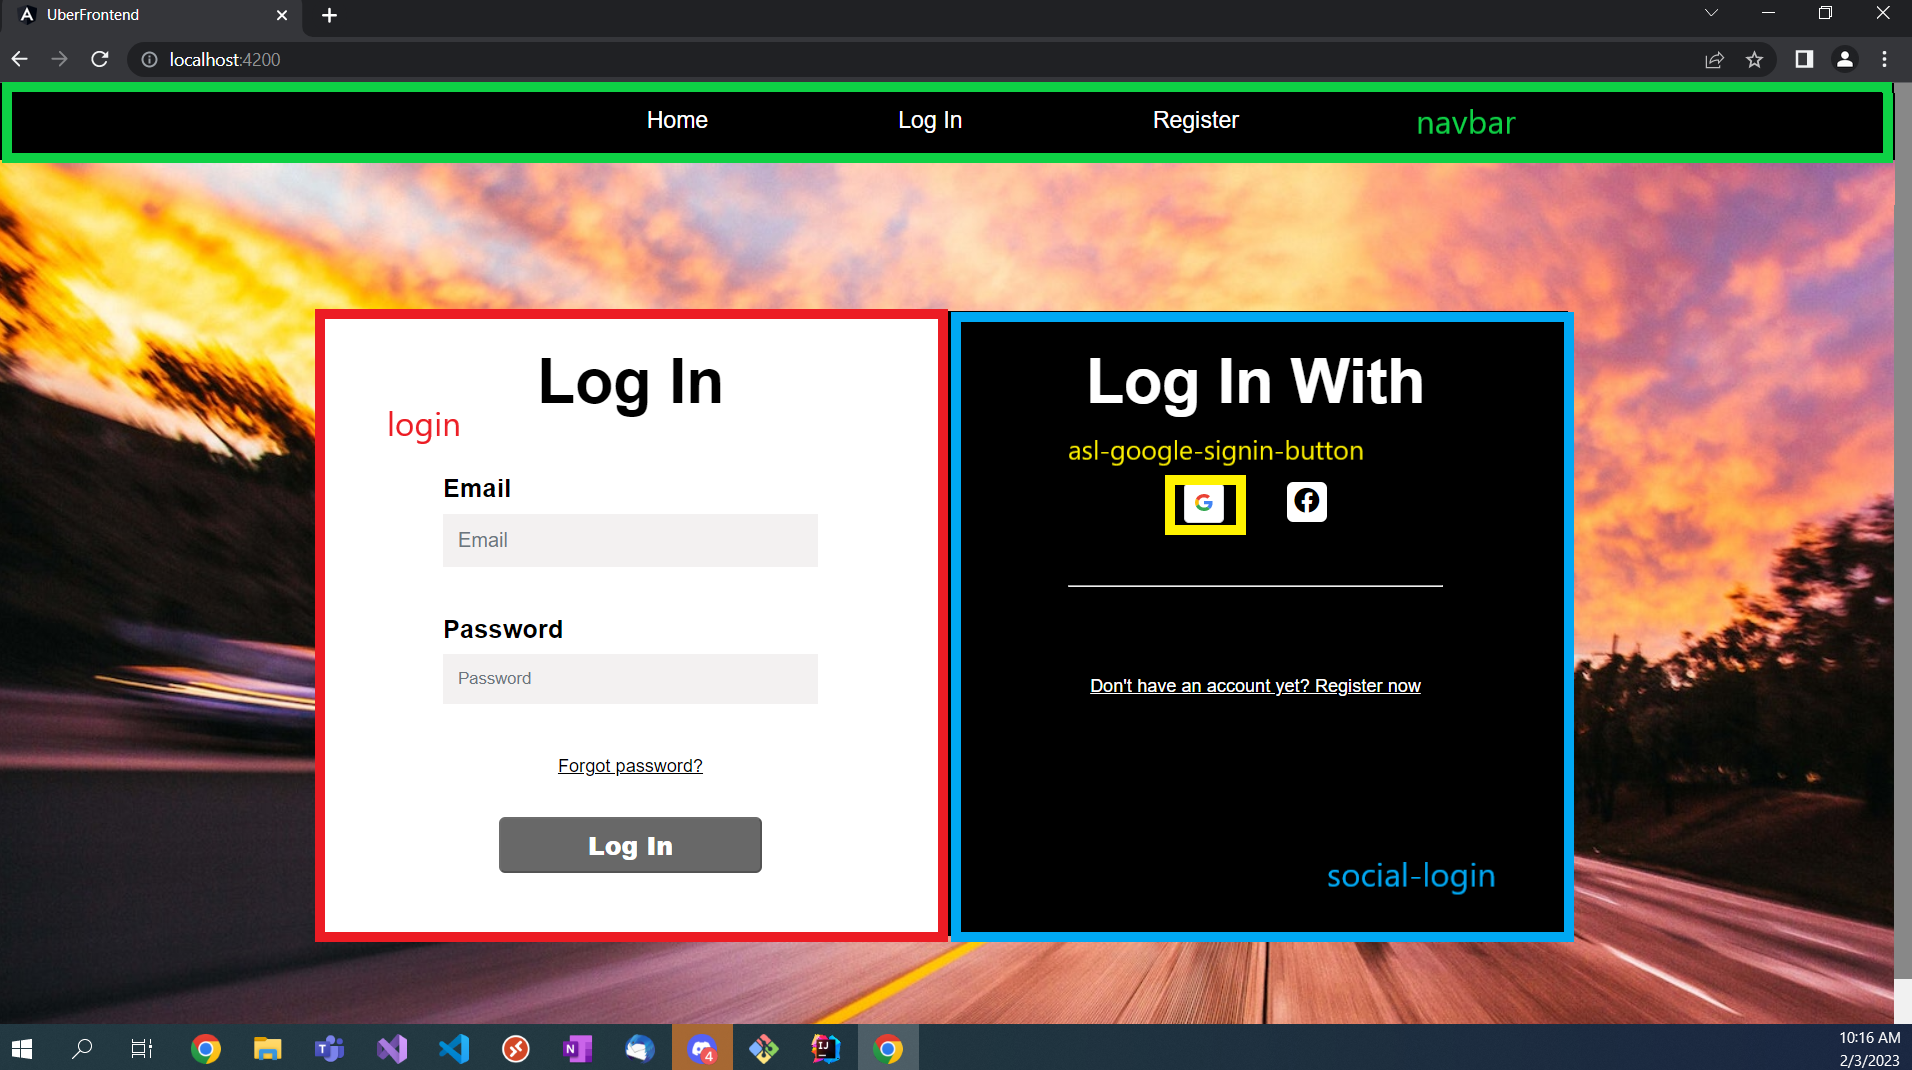 UberFrontend
localhost:4200
Home Log In Register navbar
Log In
login
Email
Email
Password
Password
Forgot password?
Log In
Log In With
asl-google-signin-button
G
Don't have an account yet? Register now
social-login
4
10:16 AM
2/3/2023